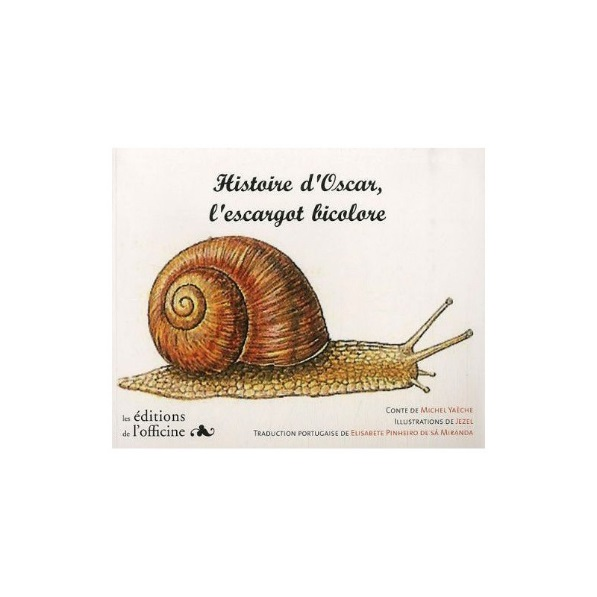 Histoire d'Oscar,
l'escargot bicolore
les éditions
de l'officine
Conte de Michel Yaèche
Illustrations de Jezel
Traduction portugaise de Elisabete Pinheiro de Sá Miranda